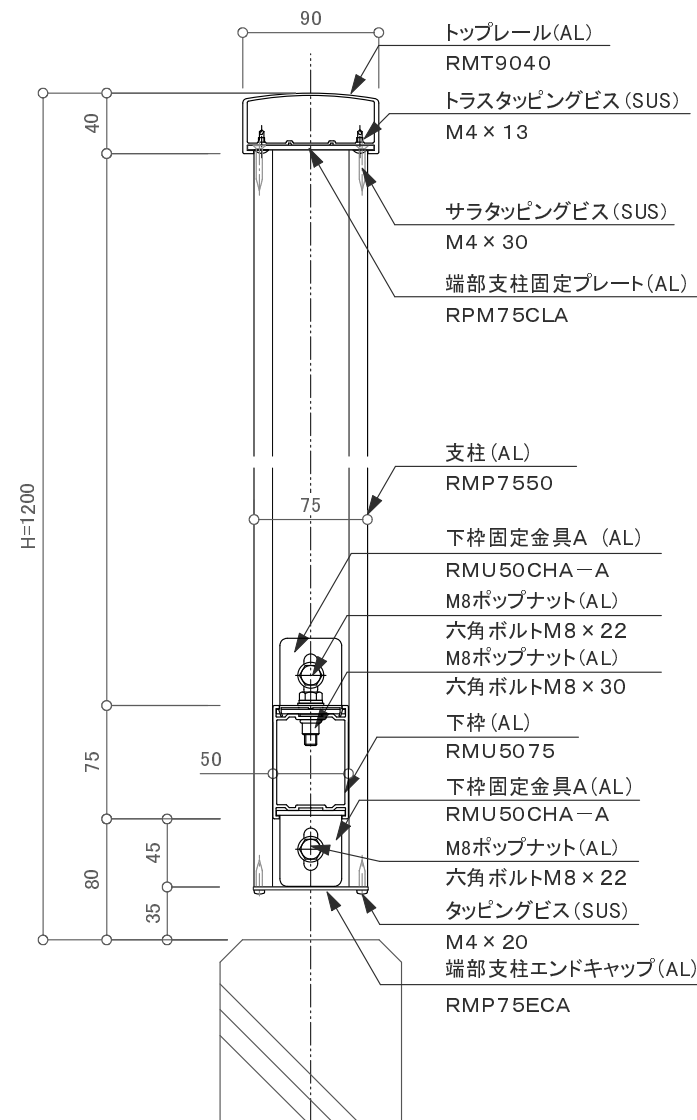 90
トップレール(AL)
RMT9040
トラスタッピングビス(SUS)
M4×13
40
サラタッピングビス(SUS)
M4×30
端部支柱固定プレート(AL)
RPM75CLA
支柱(AL)
RMP7550
75
H=1200
下枠固定金具A (AL)
RMU50CHA－A
M8ポップナット(AL)
六角ボルトM8×22
M8ポップナット(AL)
六角ボルトM8×30
下枠(AL)
RMU5075
75
50
下枠固定金具A(AL)
RMU50CHA－A
M8ポップナット(AL)
六角ボルトM8×22
45
80
35
タッピングビス(SUS)
M4×20
端部支柱エンドキャップ(AL)
RMP75ECA